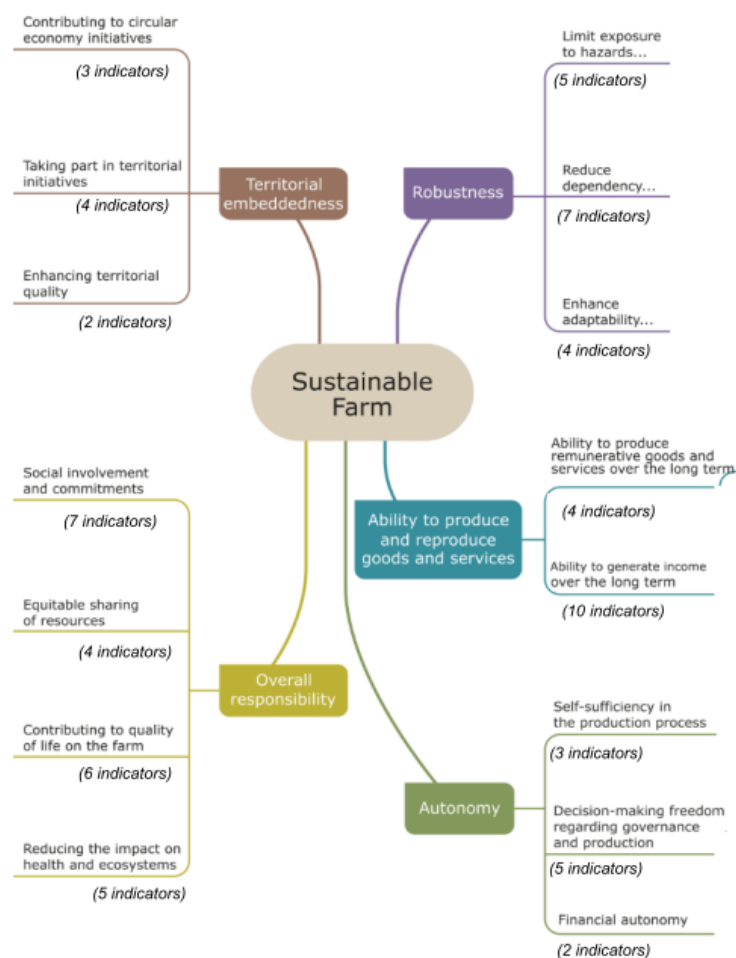 Contributing to circular
economy initiatives
(3 indicators)
Taking part in territorial
initiatives
(4 indicators)
Enhancing territorial
quality
(2 indicators)
Territorial
embeddedness
Robustness
Limit exposure
to hazards...
(5 indicators)
Reduce
dependency...
(7 indicators)
Enhance
adaptability...
(4 indicators)
Sustainable
Farm
Social involvement
and commitments
(7 indicators)
Equitable sharing
of resources
(4 indicators)
Contributing to quality
of life on the farm
(6 indicators)
Reducing the impact on
health and ecosystems
(5 indicators)
Overall
responsibility
Ability to produce
and reproduce
goods and services
Ability to produce
remunerative goods and
services over the long term
(4 indicators)
Ability to generate income
over the long term
(10 indicators)
Autonomy
Self-sufficiency in
the production process
(3 indicators)
Decision-making freedom
regarding governance
and production
(5 indicators)
Financial autonomy
(2 indicators)